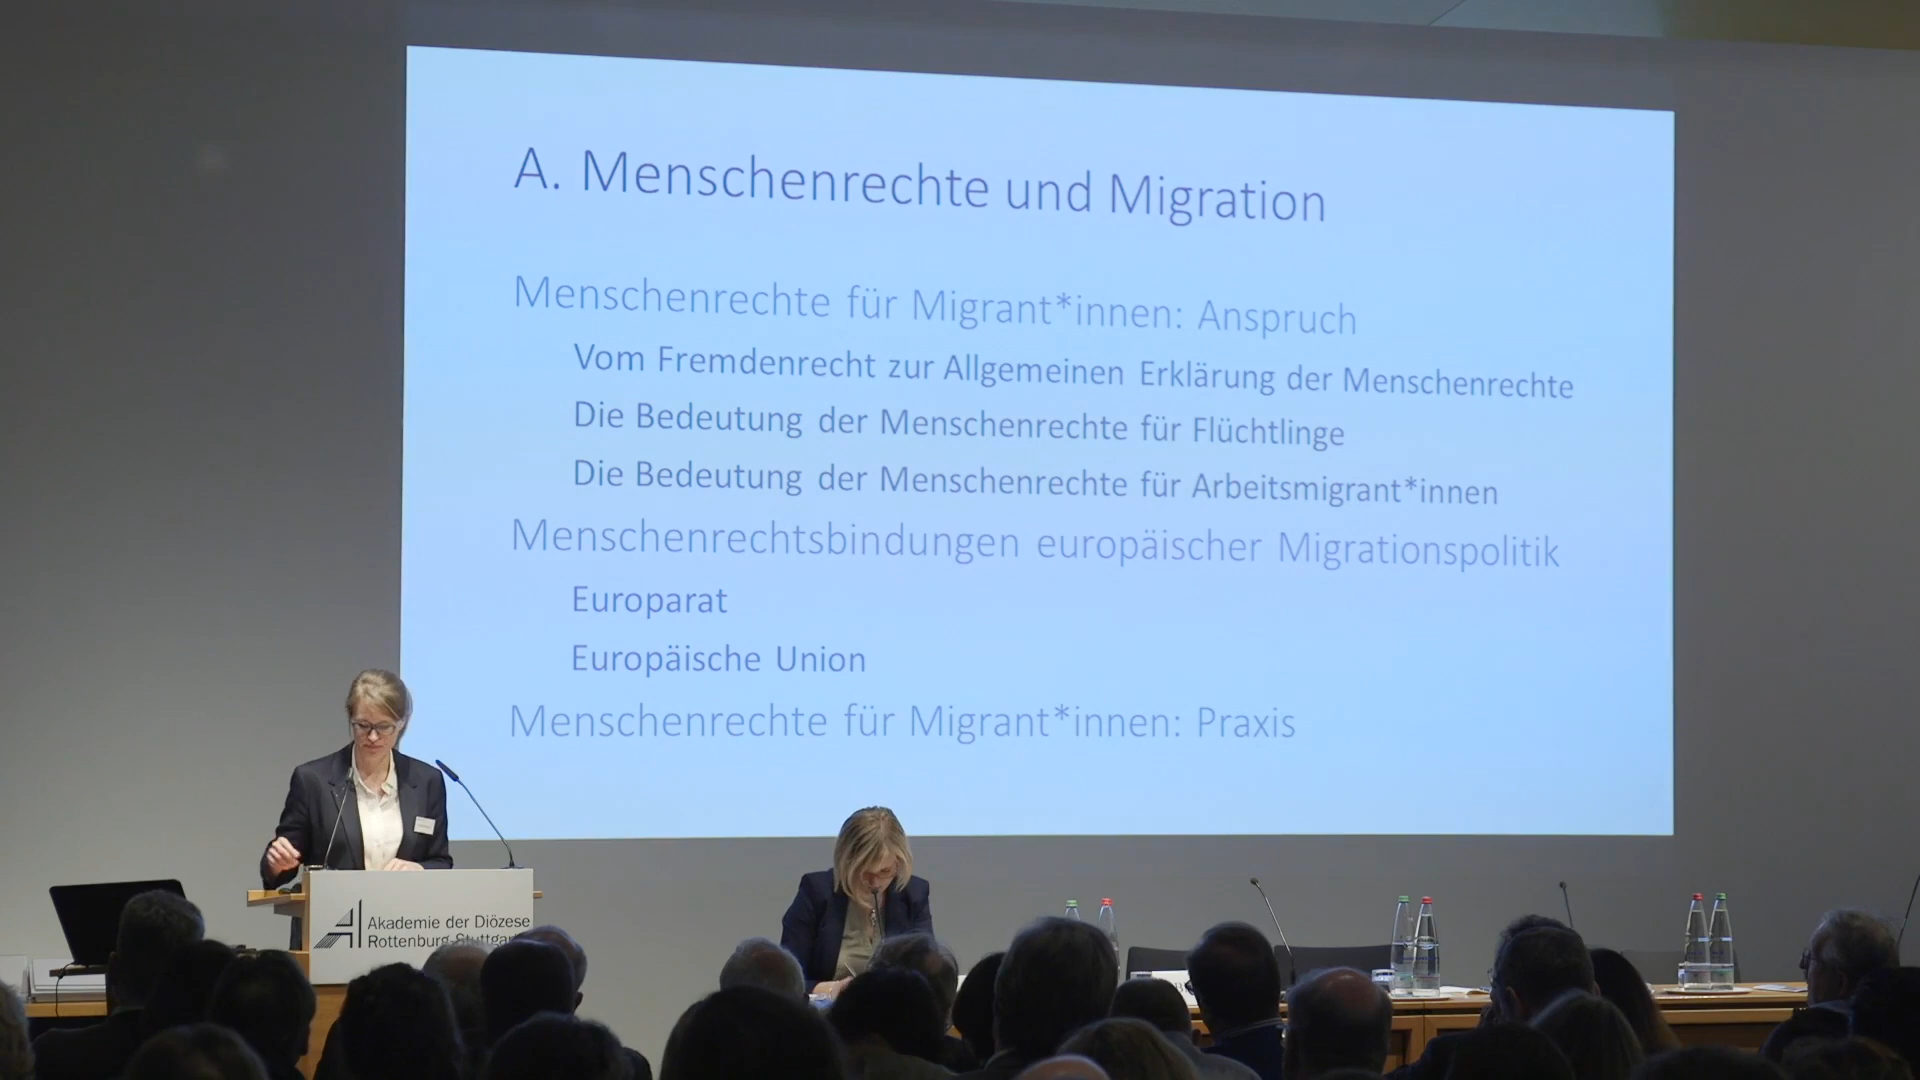 A. Menschenrechte und Migration
Menschenrechte für Migrant*innen: Anspruch
Vom Fremdenrecht zur Allgemeinen Erklärung der Menschenrechte
Die Bedeutung der Menschenrechte für Flüchtlinge
Die Bedeutung der Menschenrechte für Arbeitsmigrant*innen
Menschenrechtsbindungen europäischer Migrationspolitik
Europarat
Europäische Union
Menschenrechte für Migrant*innen: Praxis
Akademie der Diözese
Rottenburg-Stuttgart